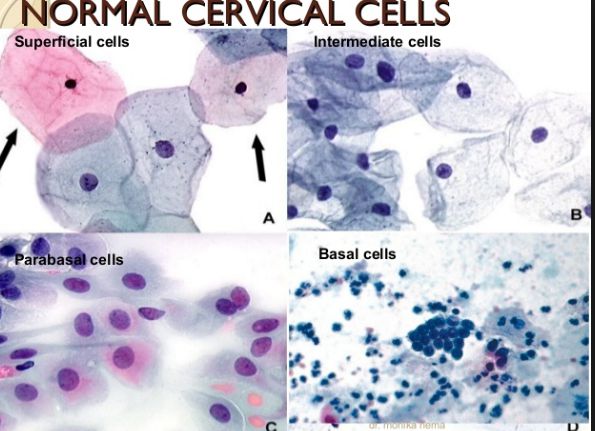 NORMAL CERVICAL CELLS
Superficial cells
Intermediate cells
A
B
Parabasal cells
Basal cells
C
dr. monika nema
D